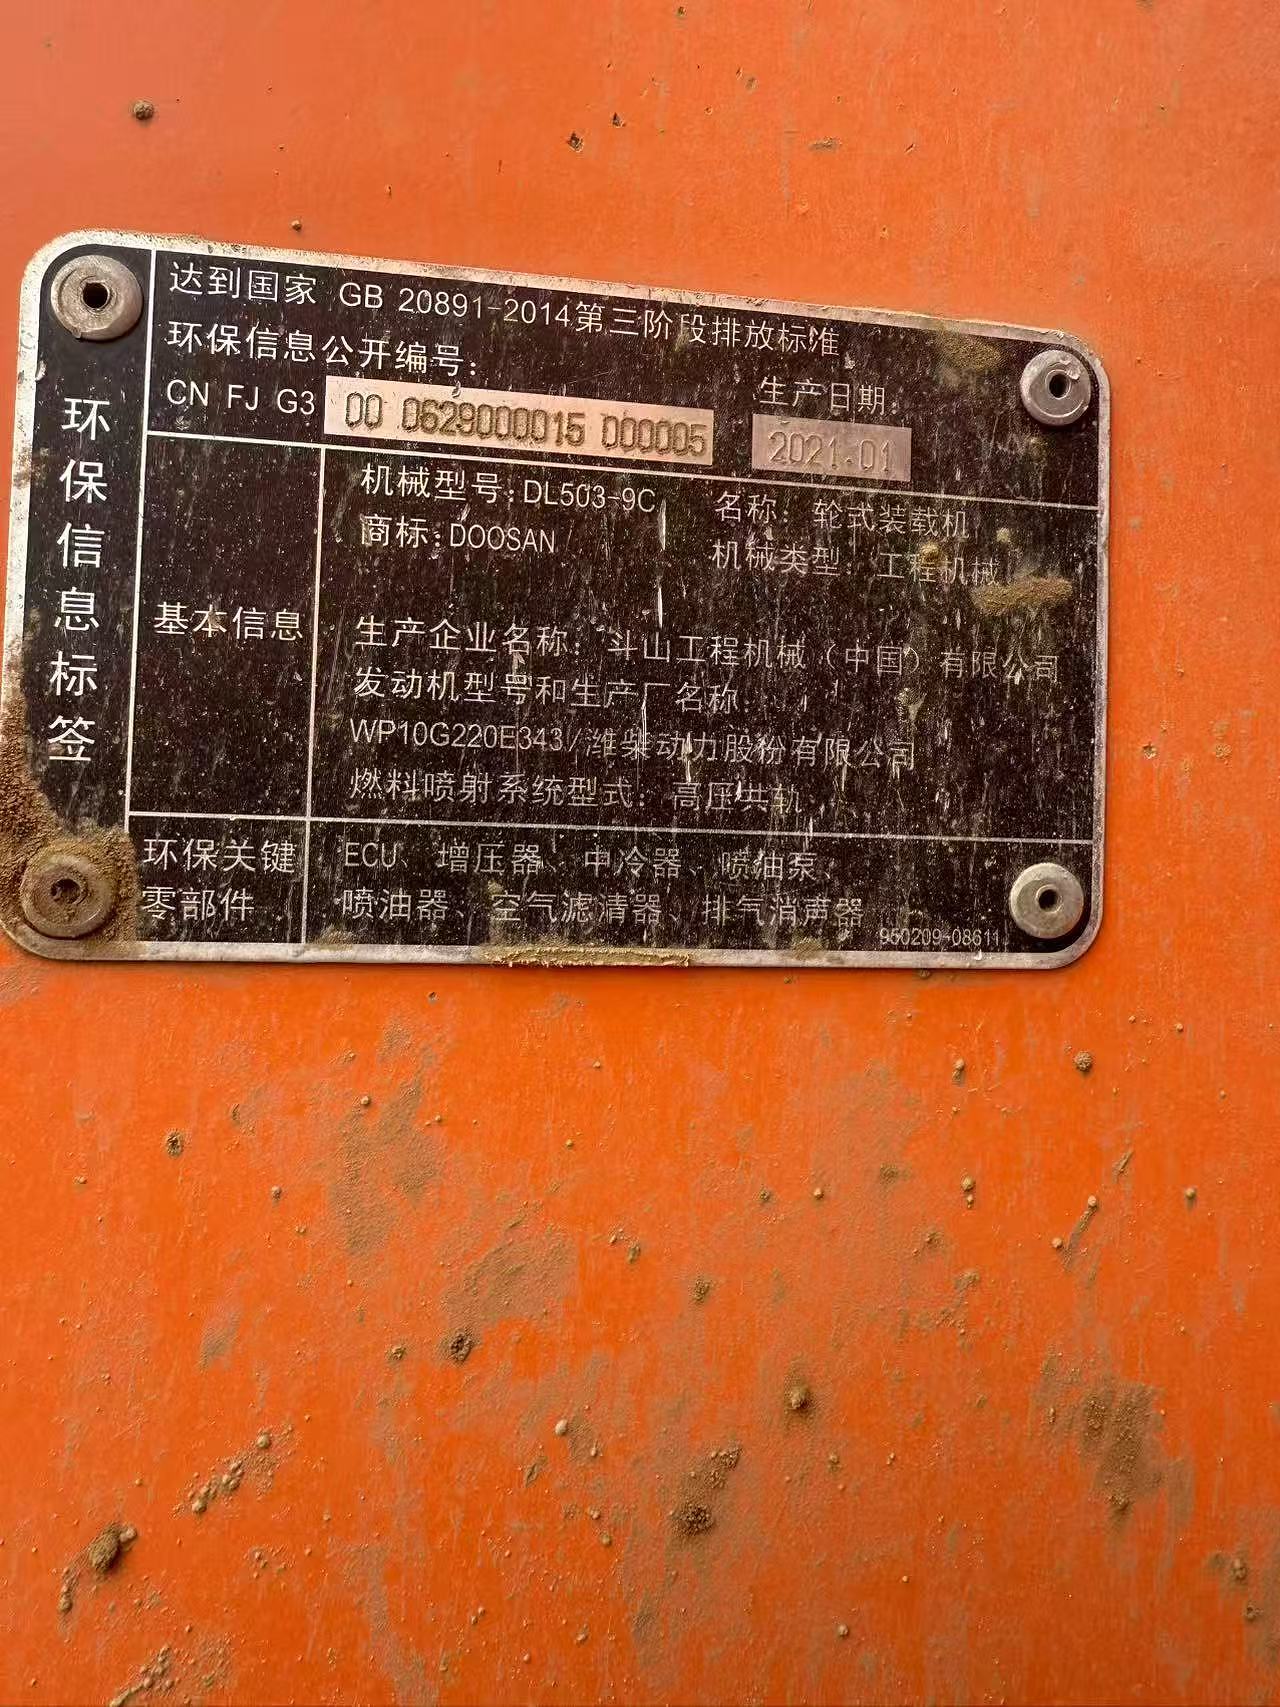 环保信息标签
达到国家 GB 20891-2014第三阶段排放标准
环保信息公开编号:
CN FJ G3 00 0629000015 000005
生产日期:
2021.01
基本信息
机械型号:DL503-9C 名称:轮式装载机
商标:DOOSAN 机械类型:工程机械
生产企业名称:斗山工程机械(中国)有限公司
发动机型号和生产厂名称:
WP10G220E343/潍柴动力股份有限公司
燃料喷射系统型式:高压共轨
环保关键
零部件
ECU、增压器、中冷器、喷油泵、
喷油器、空气滤清器、排气消声器
950209-08611